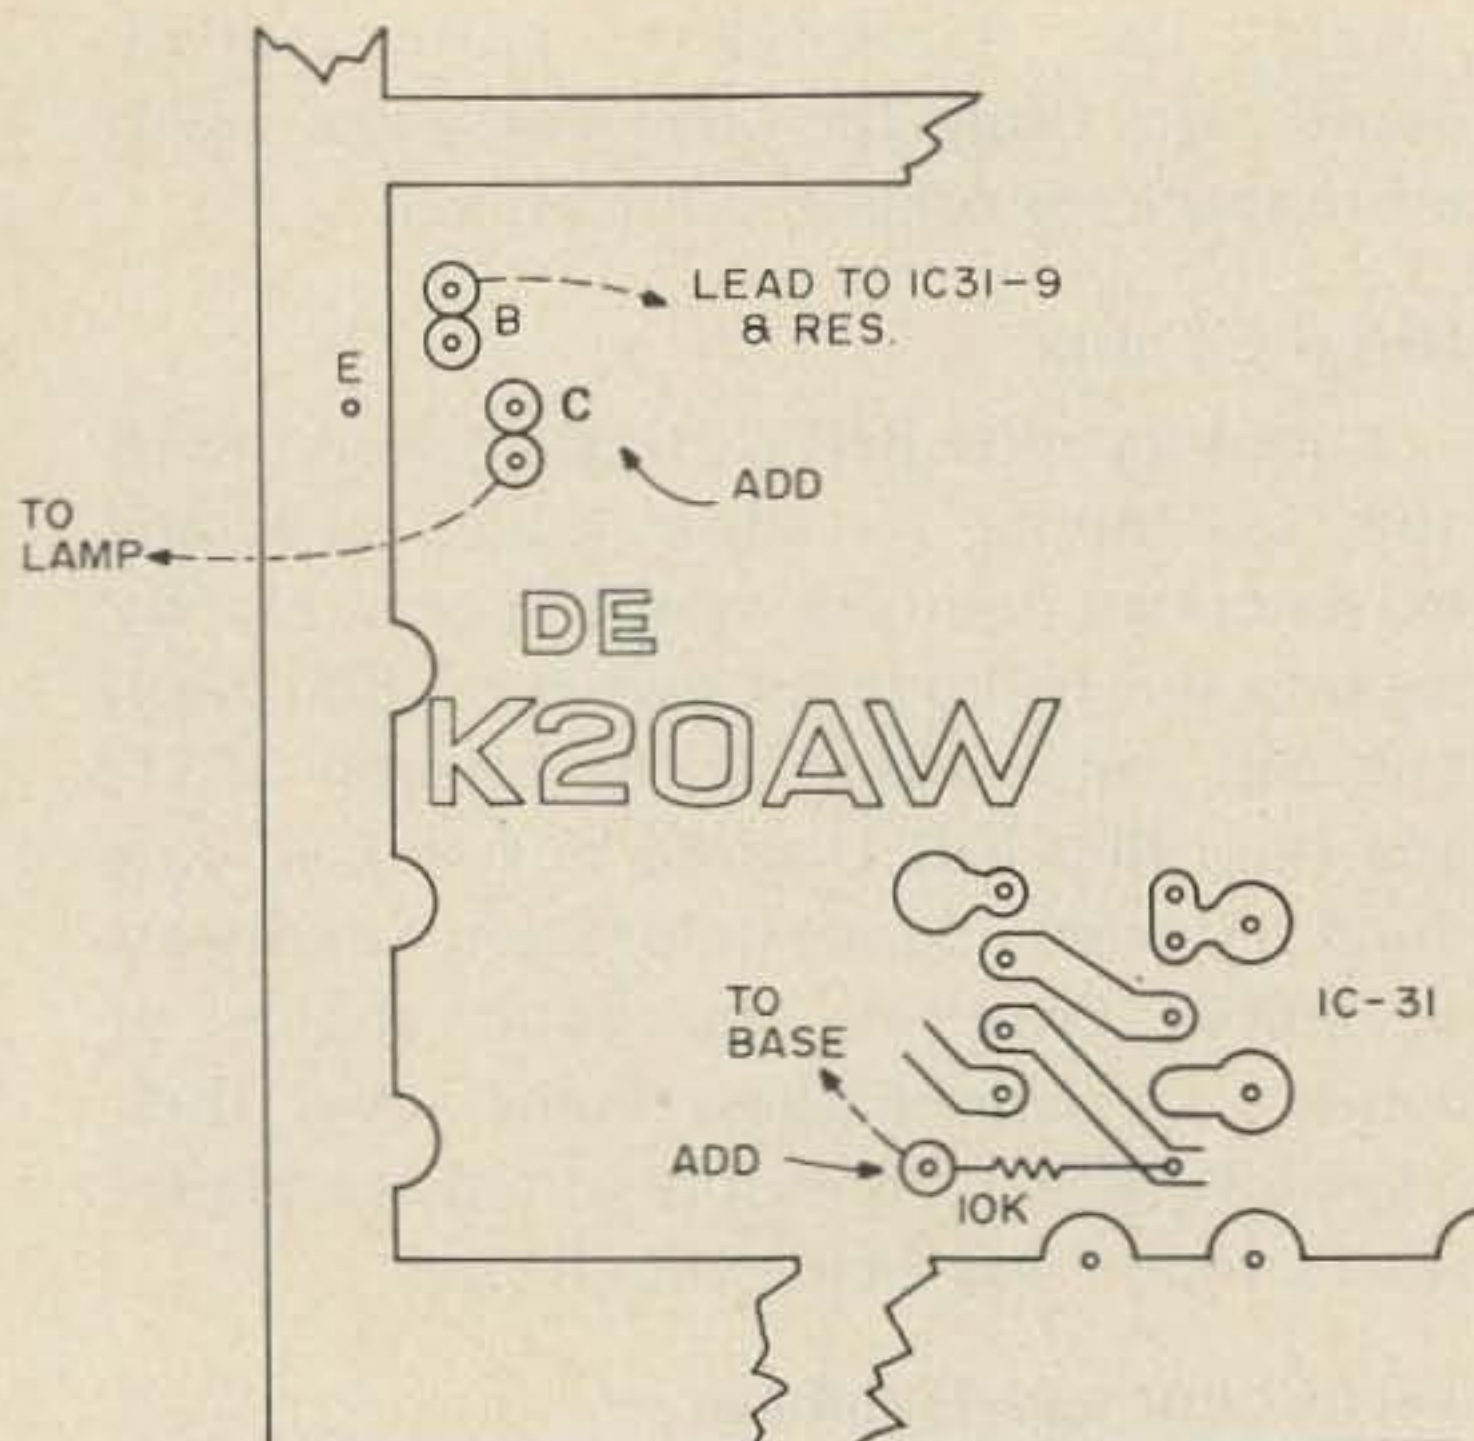 LEAD TO IC31-9
& RES.
B
E
C
ADD
TO
LAMP
DE
K2OAW
IC-31
TO
BASE
ADD
10K